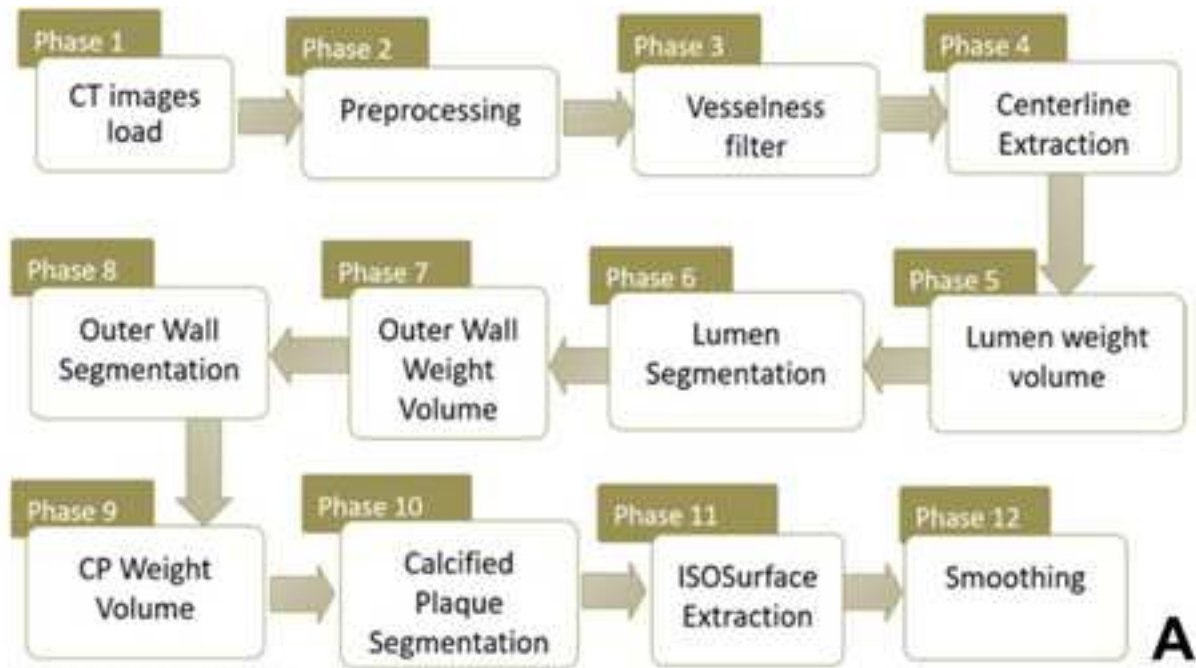 Phase 1
CT images
load
Phase 2
Preprocessing
Phase 3
Vesselness
filter
Phase 4
Centerline
Extraction
Phase 5
Lumen weight
volume
Phase 6
Lumen
Segmentation
Phase 7
Outer Wall
Weight
Volume
Phase 8
Outer Wall
Segmentation
Phase 9
CP Weight
Volume
Phase 10
Calcified
Plaque
Segmentation
Phase 11
ISOSurface
Extraction
Phase 12
Smoothing
A